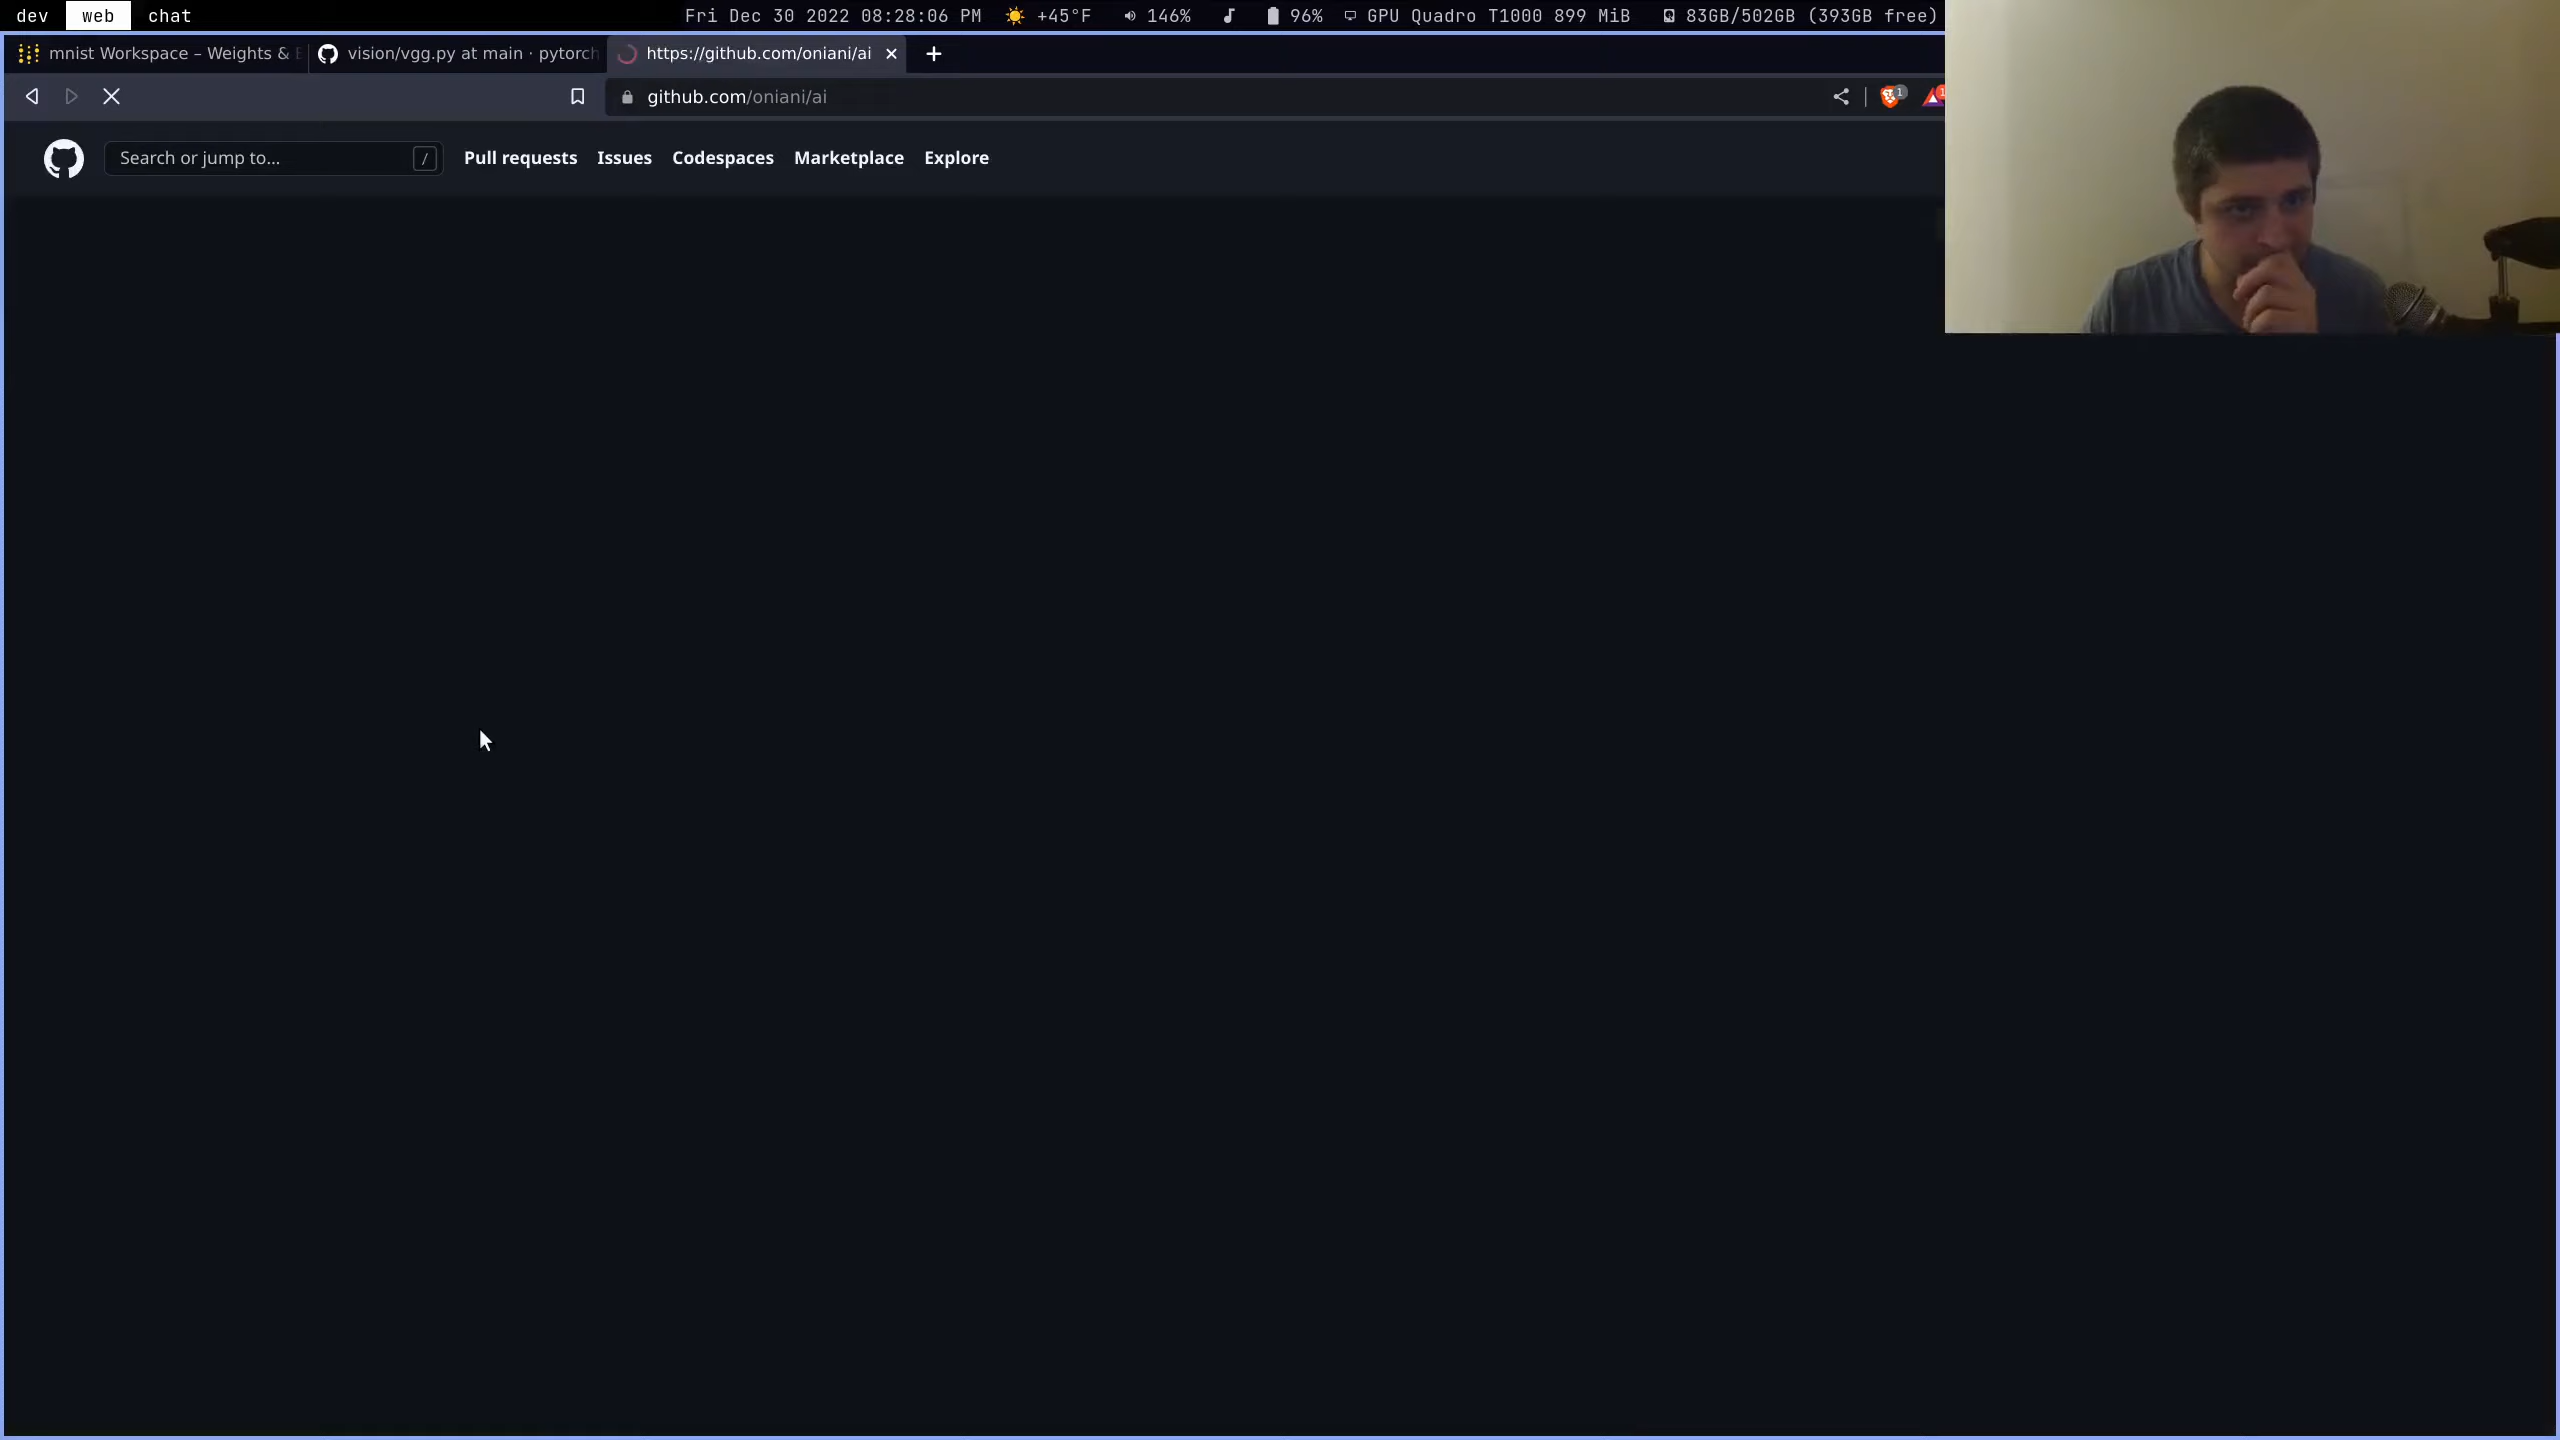 dev web chat Fri Dec 30 2022 08:28:06 PM +45°F 146% 96% GPU Quadro T1000 899 MiB 83GB/502GB (393GB free)
mnist Workspace – Weights & vision/vgg.py at main · pytorch https://github.com/oniani/ai
github.com/oniani/ai 1
Search or jump to... / Pull requests Issues Codespaces Marketplace Explore